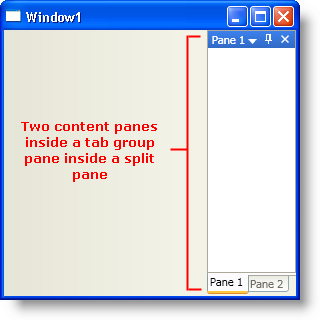 Window1
Pane 1
Two content panes
inside a tab group
pane inside a split
pane
Pane 1 Pane 2